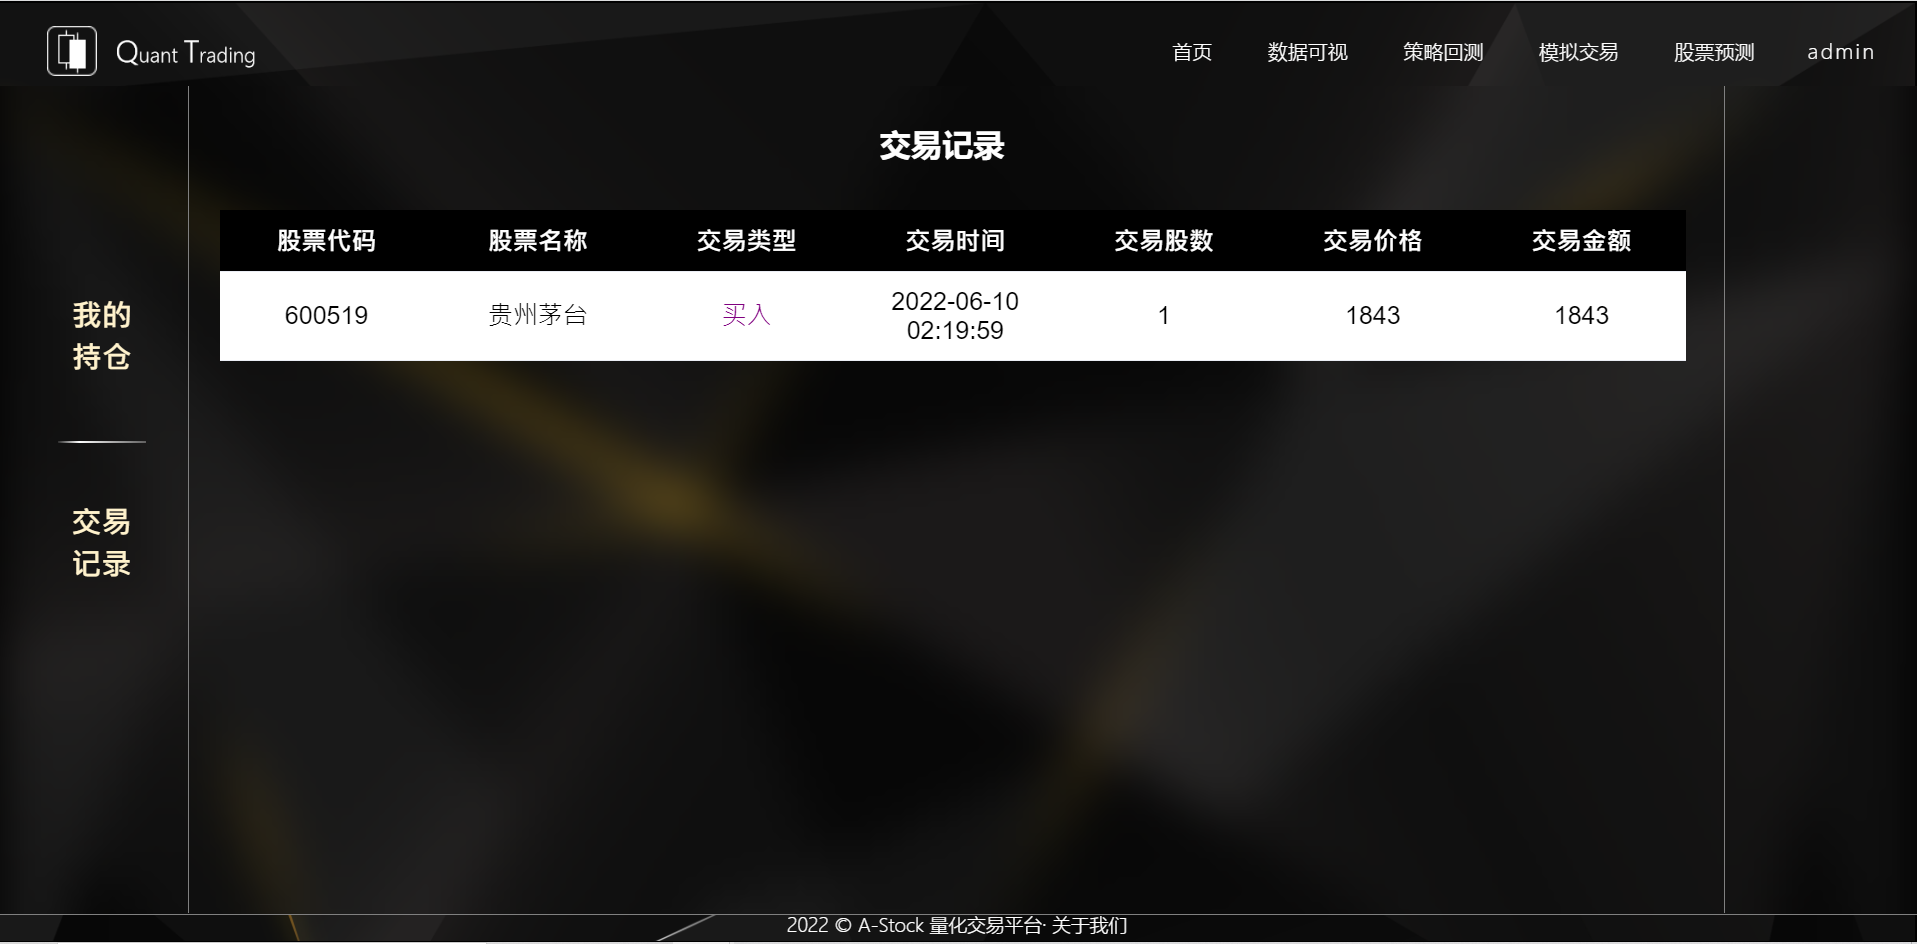 Quant Trading
首页 数据可视 策略回测 模拟交易 股票预测 admin
交易记录
股票代码 股票名称 交易类型 交易时间 交易股数 交易价格 交易金额
600519 贵州茅台 买入 2022-06-10 1 1843 1843
02:19:59
我的
持仓
交易
记录
2022 © A-Stock 量化交易平台· 关于我们